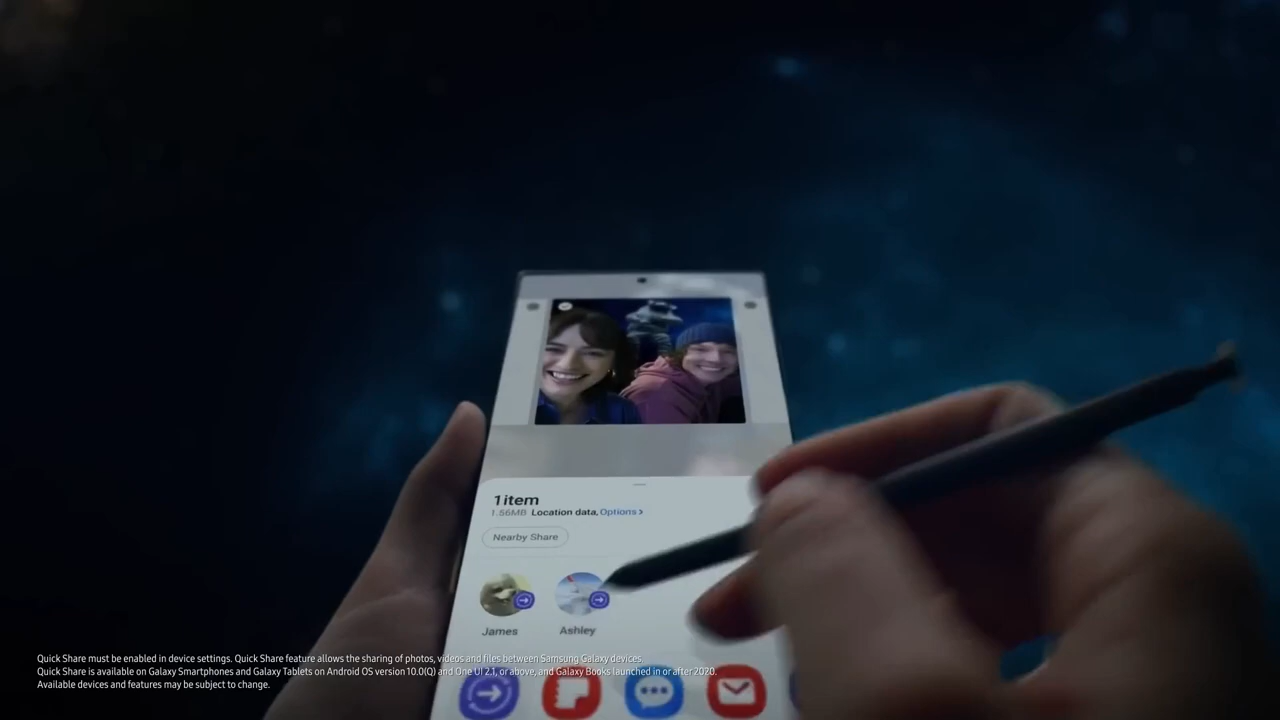 1 item
1.56MB Location data, Options >
Nearby Share
James
Ashley
Quick Share must be enabled in device settings. Quick Share feature allows the sharing of photos, videos and files between Samsung Galaxy devices.
Quick Share is available on Galaxy Smartphones and Galaxy Tablets on Android OS version 10.0(Q) and One UI 2.1, or above, and Galaxy Books launched in or after 2020.
Available devices and features may be subject to change.